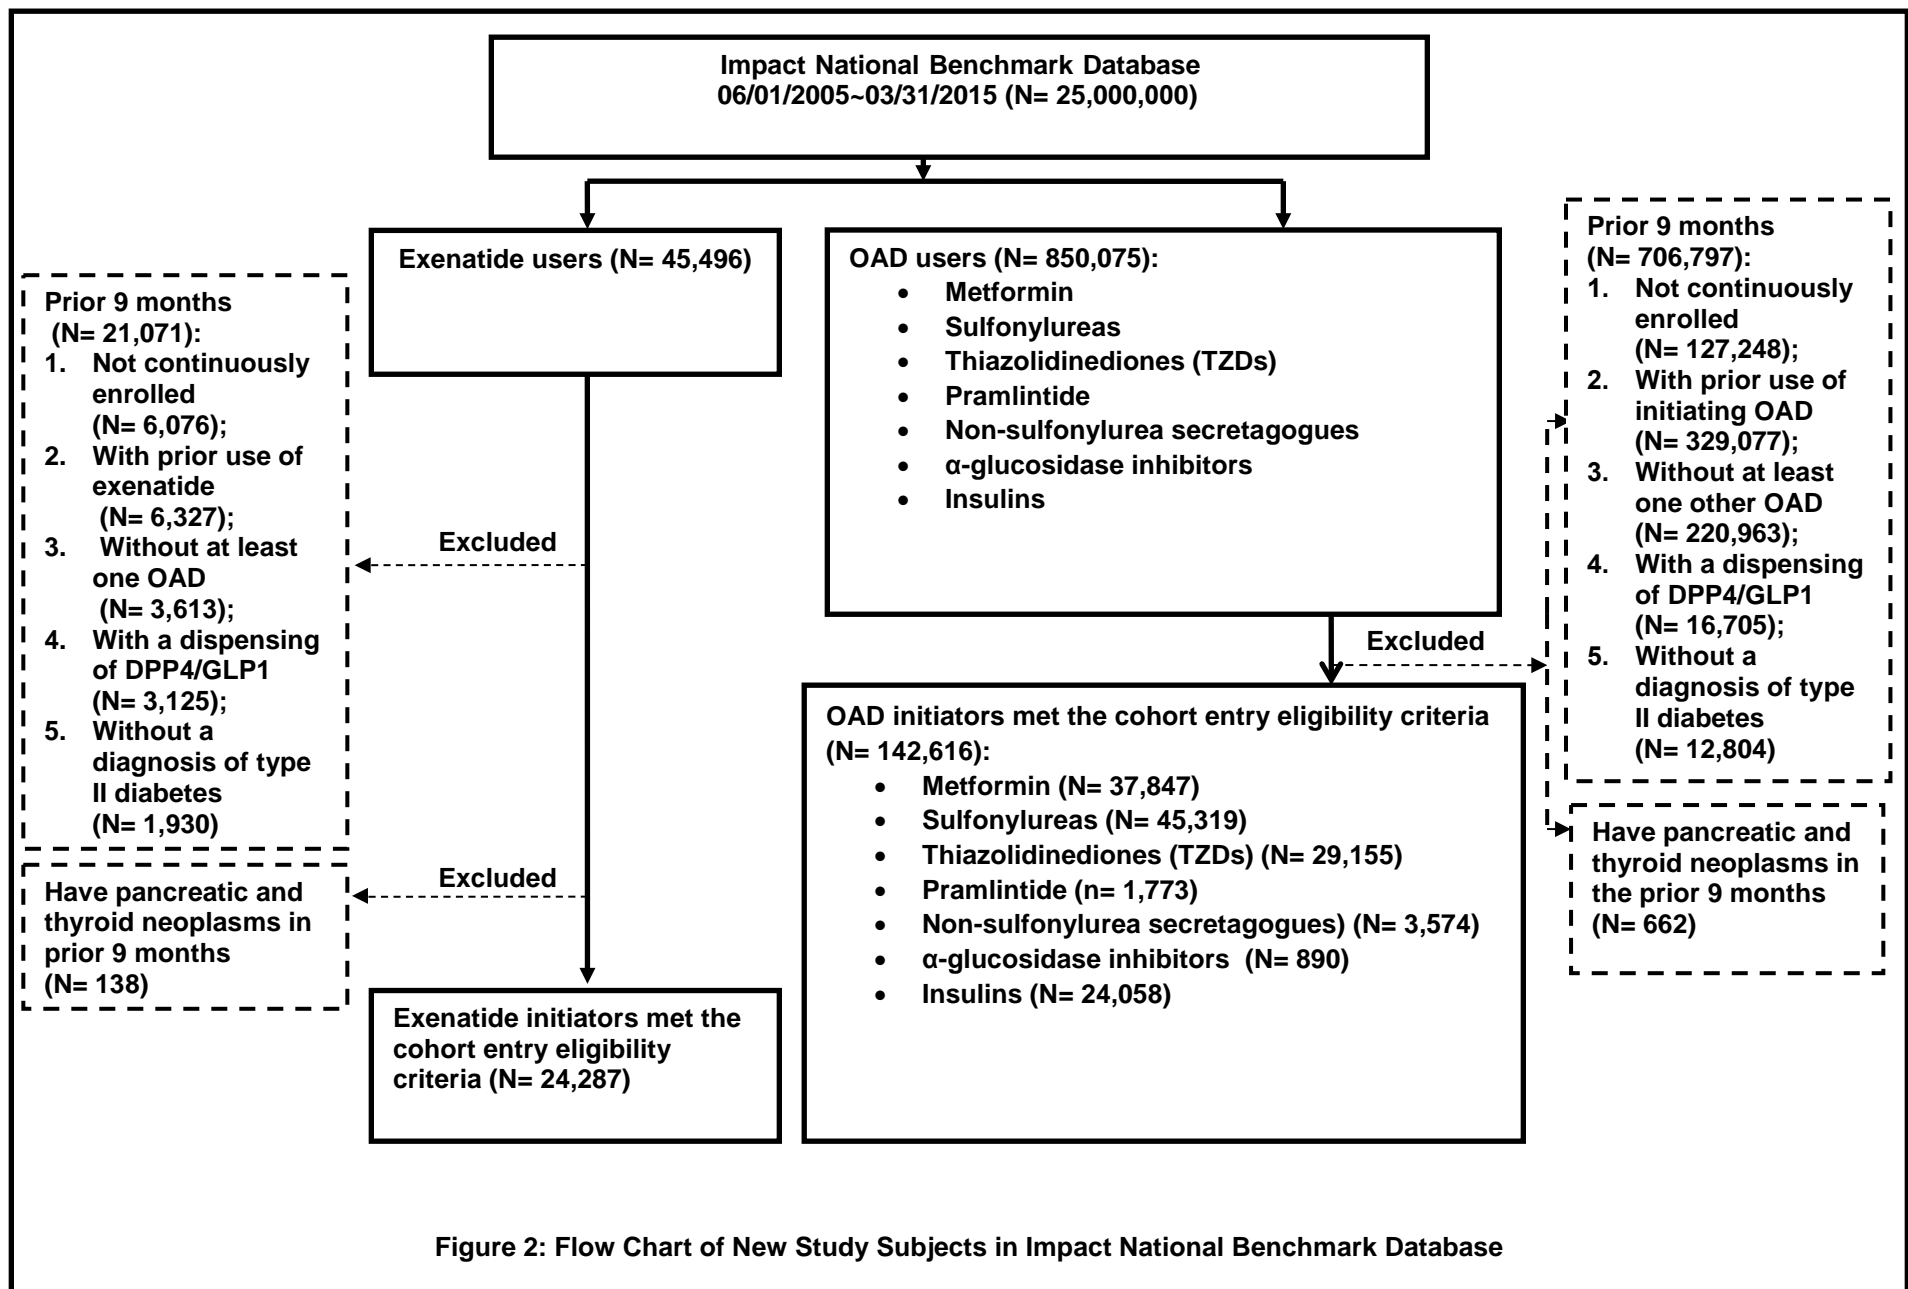 Impact National Benchmark Database
06/01/2005~03/31/2015 (N= 25,000,000)
Exenatide users (N= 45,496)
OAD users (N= 850,075):
• Metformin
• Sulfonylureas
• Thiazolidinediones (TZDs)
• Pramlintide
• Non-sulfonylurea secretagogues
• α-glucosidase inhibitors
• Insulins
Prior 9 months
(N= 21,071):
1. Not continuously
enrolled
(N= 6,076);
2. With prior use of
exenatide
(N= 6,327);
3. Without at least
one OAD
(N= 3,613);
4. With a dispensing
of DPP4/GLP1
(N= 3,125);
5. Without a
diagnosis of type
II diabetes
(N= 1,930)
Excluded
Have pancreatic and
thyroid neoplasms in
prior 9 months
(N= 138)
Excluded
Exenatide initiators met the
cohort entry eligibility
criteria (N= 24,287)
Prior 9 months
(N= 706,797):
1. Not continuously
enrolled
(N= 127,248);
2. With prior use of
initiating OAD
(N= 329,077);
3. Without at least
one other OAD
(N= 220,963);
4. With a dispensing
of DPP4/GLP1
(N= 16,705);
5. Without a
diagnosis of type
II diabetes
(N= 12,804)
Excluded
Have pancreatic and
thyroid neoplasms in
the prior 9 months
(N= 662)
OAD initiators met the cohort entry eligibility criteria
(N= 142,616):
• Metformin (N= 37,847)
• Sulfonylureas (N= 45,319)
• Thiazolidinediones (TZDs) (N= 29,155)
• Pramlintide (n= 1,773)
• Non-sulfonylurea secretagogues) (N= 3,574)
• α-glucosidase inhibitors (N= 890)
• Insulins (N= 24,058)
Figure 2: Flow Chart of New Study Subjects in Impact National Benchmark Database